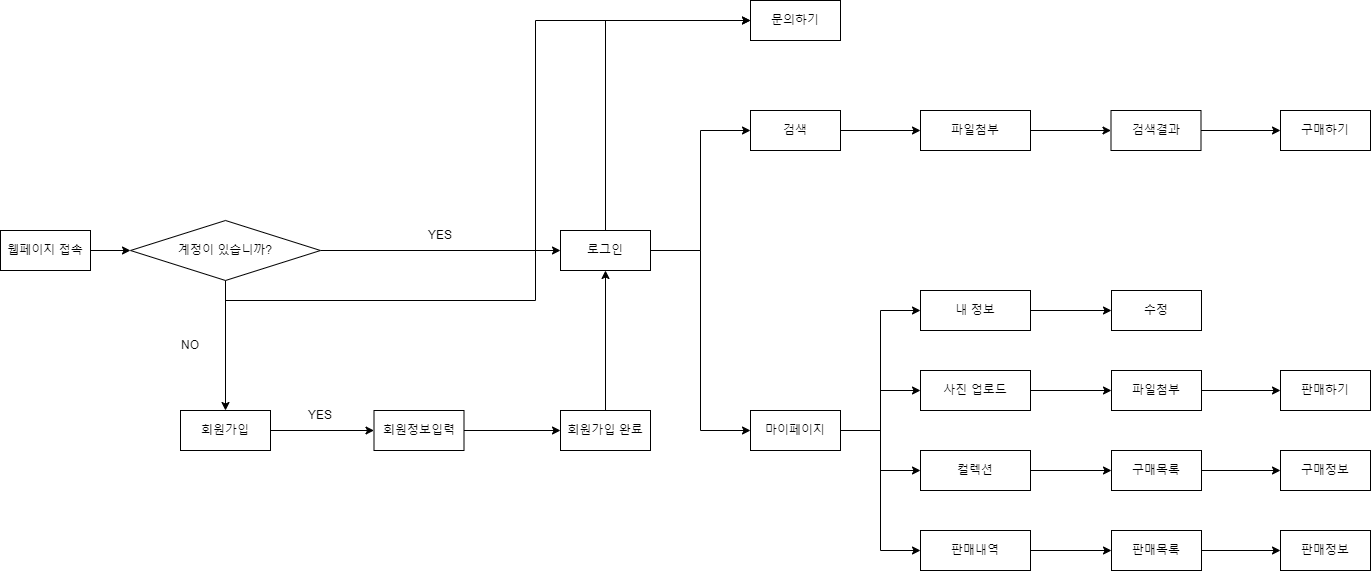 문의하기
검색
파일첨부
검색결과
구매하기
웹페이지 접속
계정이 있습니까?
YES
로그인
내 정보
수정
NO
사진 업로드
파일첨부
판매하기
회원가입
YES
회원정보입력
회원가입 완료
마이페이지
컬렉션
구매목록
구매정보
판매내역
판매목록
판매정보